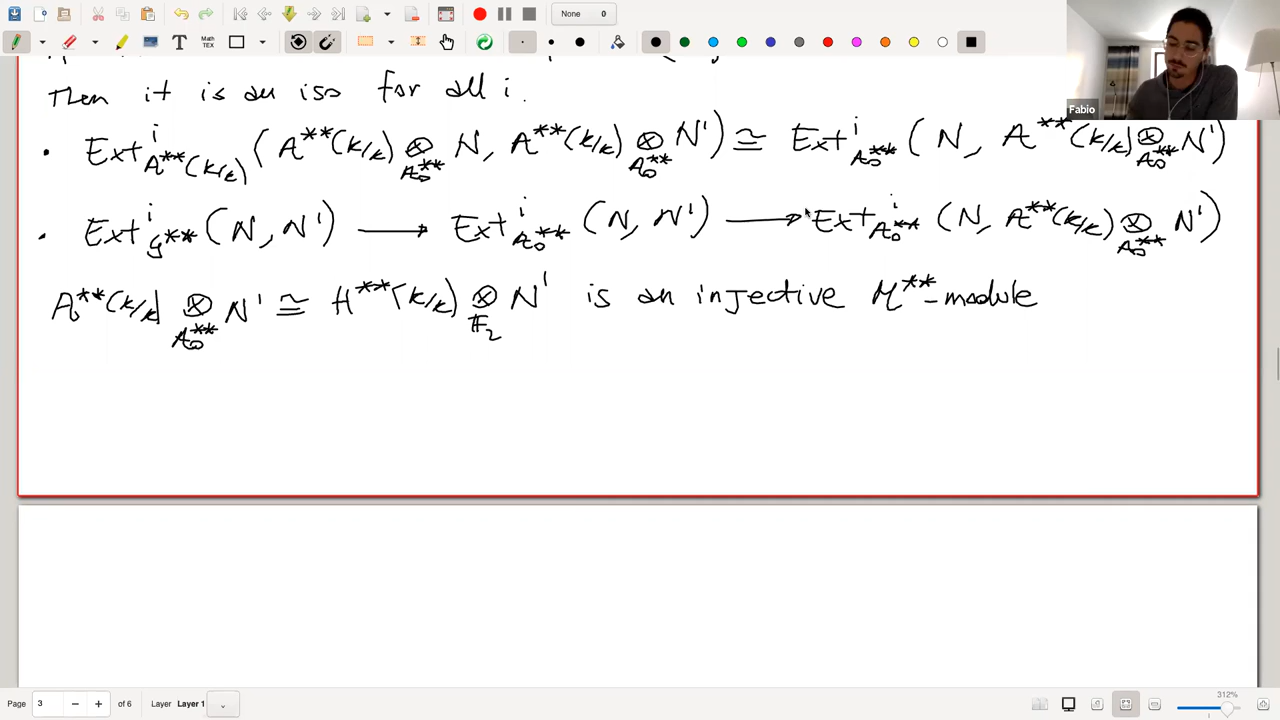 None 0
Fabio
Then it is an iso for all i.
• Ext^i_{A^{**}(k/k)} (A^{**}(k/k) ⊗_{A_0^{**}} N, A^{**}(k/k) ⊗_{A_0^{**}} N') ≅ Ext^i_{A_0^{**}} (N, A^{**}(k/k) ⊗_{A_0^{**}} N')
• Ext^i_{G^{**}} (N, N') → Ext^i_{A_0^{**}} (N, N') → Ext^i_{A_0^{**}} (N, A^{**}(k/k) ⊗_{A_0^{**}} N')
A^{**}(k/k) ⊗_{A_0^{**}} N' ≅ H^{**}(k/k) ⊗_{F_2} N' is an injective M^{**}-module
Page 3 of 6 Layer Layer 1 312%